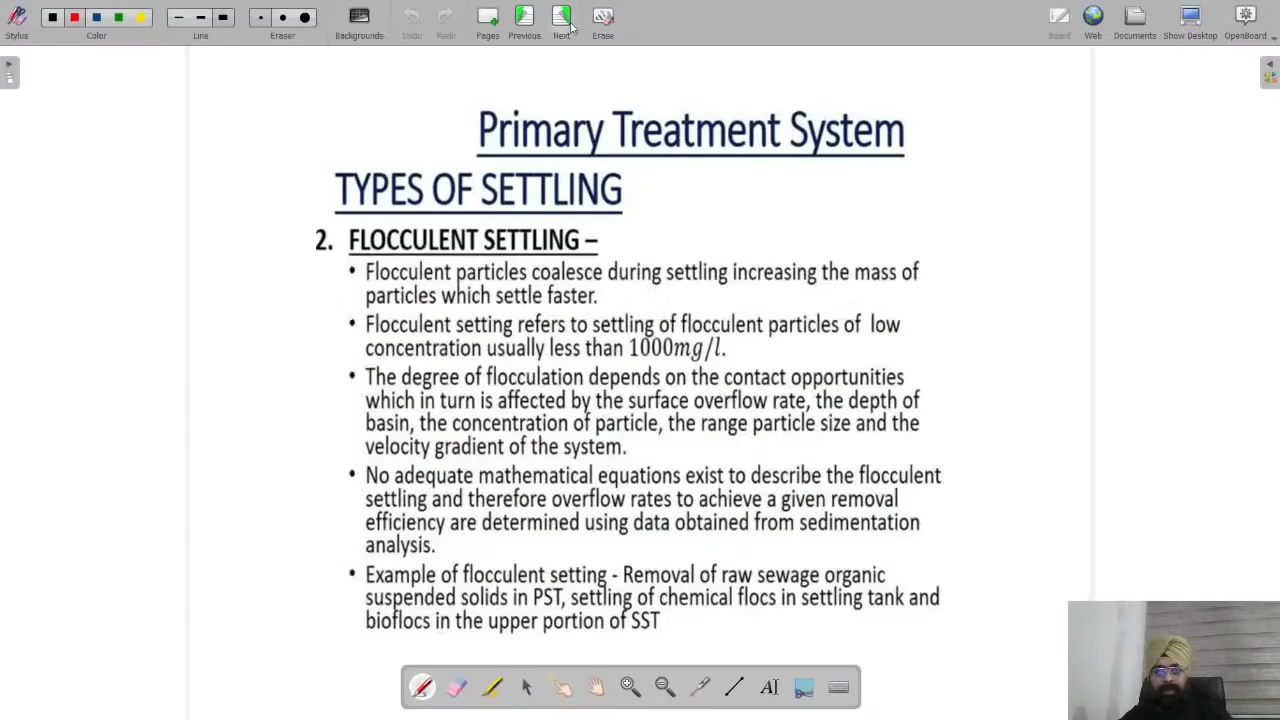 Stylus
Color
Line
Eraser
Backgrounds
Undo
Redo
Pages
Previous
Next
Erase
Board
Web
Documents
Show Desktop
OpenBoard
Primary Treatment System
TYPES OF SETTLING
2. FLOCCULENT SETTLING –
• Flocculent particles coalesce during settling increasing the mass of
particles which settle faster.
• Flocculent setting refers to settling of flocculent particles of low
concentration usually less than 1000mg/l.
• The degree of flocculation depends on the contact opportunities
which in turn is affected by the surface overflow rate, the depth of
basin, the concentration of particle, the range particle size and the
velocity gradient of the system.
• No adequate mathematical equations exist to describe the flocculent
settling and therefore overflow rates to achieve a given removal
efficiency are determined using data obtained from sedimentation
analysis.
• Example of flocculent setting - Removal of raw sewage organic
suspended solids in PST, settling of chemical flocs in settling tank and
bioflocs in the upper portion of SST
AI